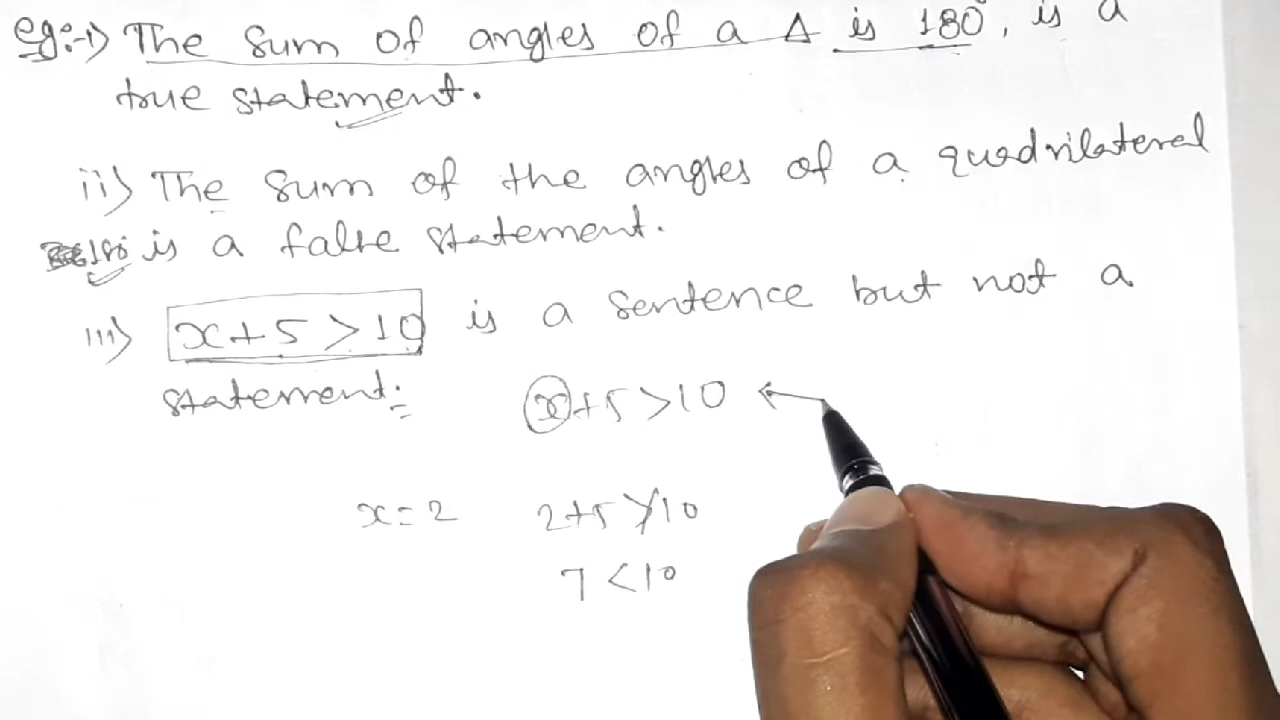 eg:-i) The sum of angles of a Δ is 180°, is a
true statement.
ii) The sum of the angles of a quadrilateral
180 is a false statement.
iii) x+5>10 is a sentence but not a
statement.
x+5>10
x=2 2+5≯10
7<10